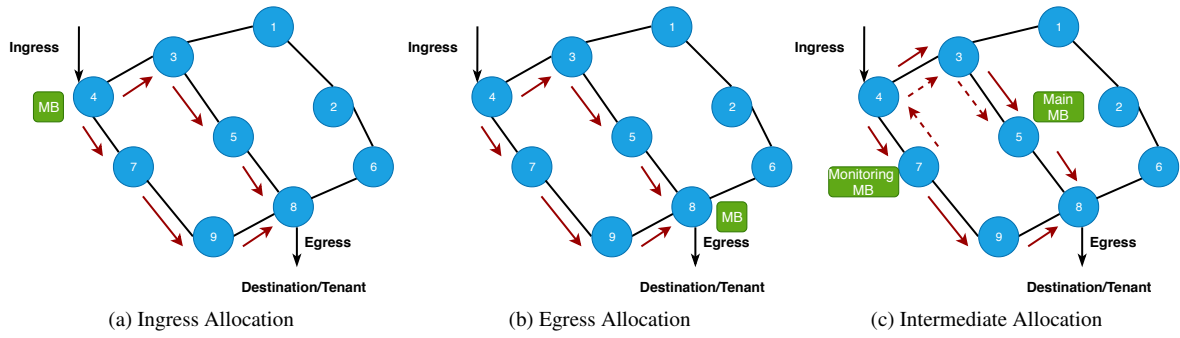 Ingress
1
3
4
MB
2
5
7
6
8
9
Egress
Destination/Tenant
(a) Ingress Allocation
Ingress
1
3
4
2
5
7
6
8
MB
9
Egress
Destination/Tenant
(b) Egress Allocation
Ingress
1
3
4
Main
MB
2
5
7
6
Monitoring
MB
8
9
Egress
Destination/Tenant
(c) Intermediate Allocation